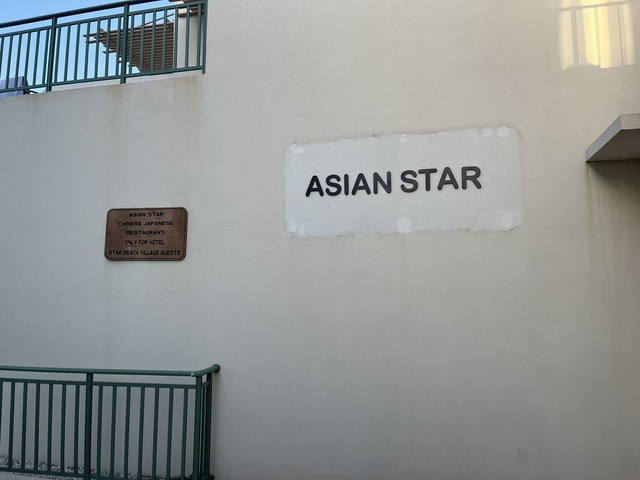 ASIAN STAR
ASIAN STAR
CHINESE JAPANESE
RESTAURANT
ONLY FOR HOTEL
STAR BEACH VILLAGE GUESTS